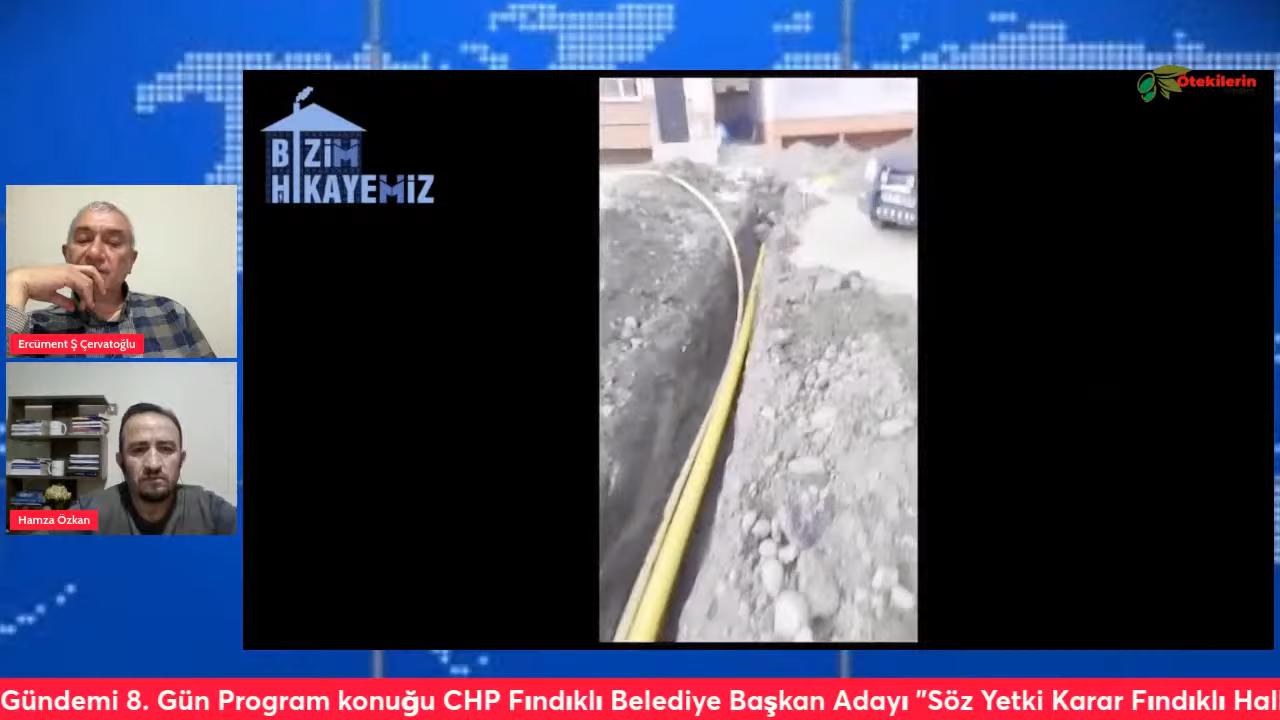 Ötekilerin
BİZİM
HİKAYEMİZ
Ercüment Ş Çervatoğlu
Hamza Özkan
Gündemi 8. Gün Program konuğu CHP Fındıklı Belediye Başkan Adayı "Söz Yetki Karar Fındıklı Hal